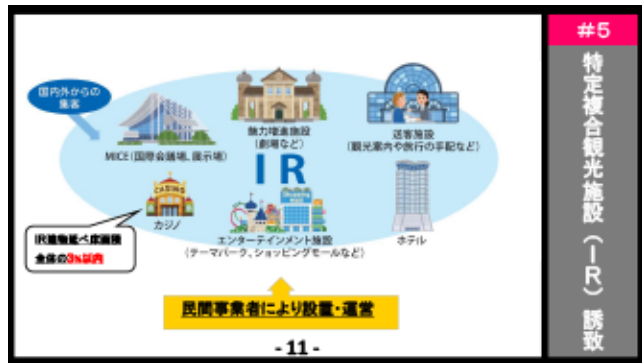 #5
特定複合観光施設（IR）誘致
国内外からの
集客
MICE(国際会議場、展示場)
魅力増進施設
(劇場など)
送客施設
(観光案内や旅行の手配など)
IR
CASINO
カジノ
エンターテインメント施設
(テーマパーク、ショッピングモールなど)
ホテル
IR建物延べ床面積
全体の3%以内
民間事業者により設置・運営
- 11 -